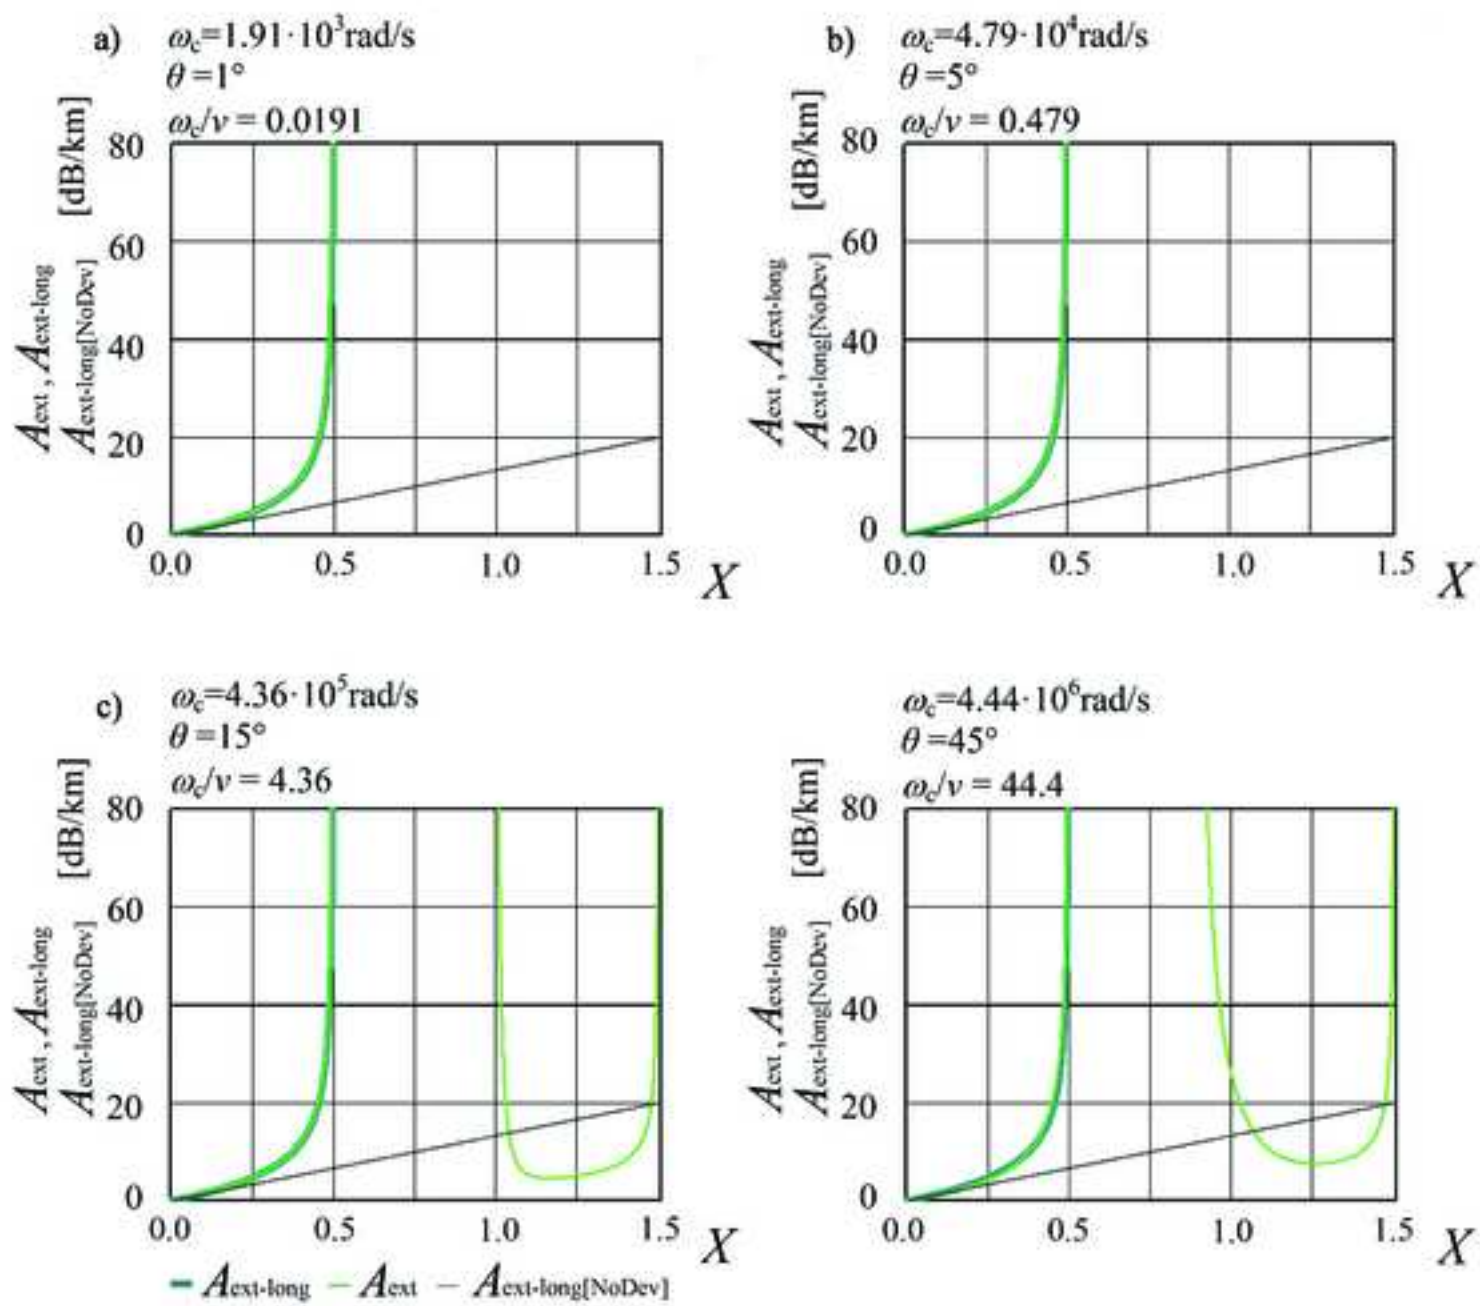 a) ωc=1.91·10³rad/s
θ=1°
ωc/v = 0.0191
Aext, Aext-long
Aext-long[NoDev] [dB/km]
80
60
40
20
0
0.0 0.5 1.0 1.5 X
b) ωc=4.79·10⁴rad/s
θ=5°
ωc/v = 0.479
Aext, Aext-long
Aext-long[NoDev] [dB/km]
80
60
40
20
0
0.0 0.5 1.0 1.5 X
c) ωc=4.36·10⁵rad/s
θ=15°
ωc/v = 4.36
Aext, Aext-long
Aext-long[NoDev] [dB/km]
80
60
40
20
0
0.0 0.5 1.0 1.5 X
ωc=4.44·10⁶rad/s
θ=45°
ωc/v = 44.4
Aext, Aext-long
Aext-long[NoDev] [dB/km]
80
60
40
20
0
0.0 0.5 1.0 1.5 X
Aext-long Aext Aext-long[NoDev]